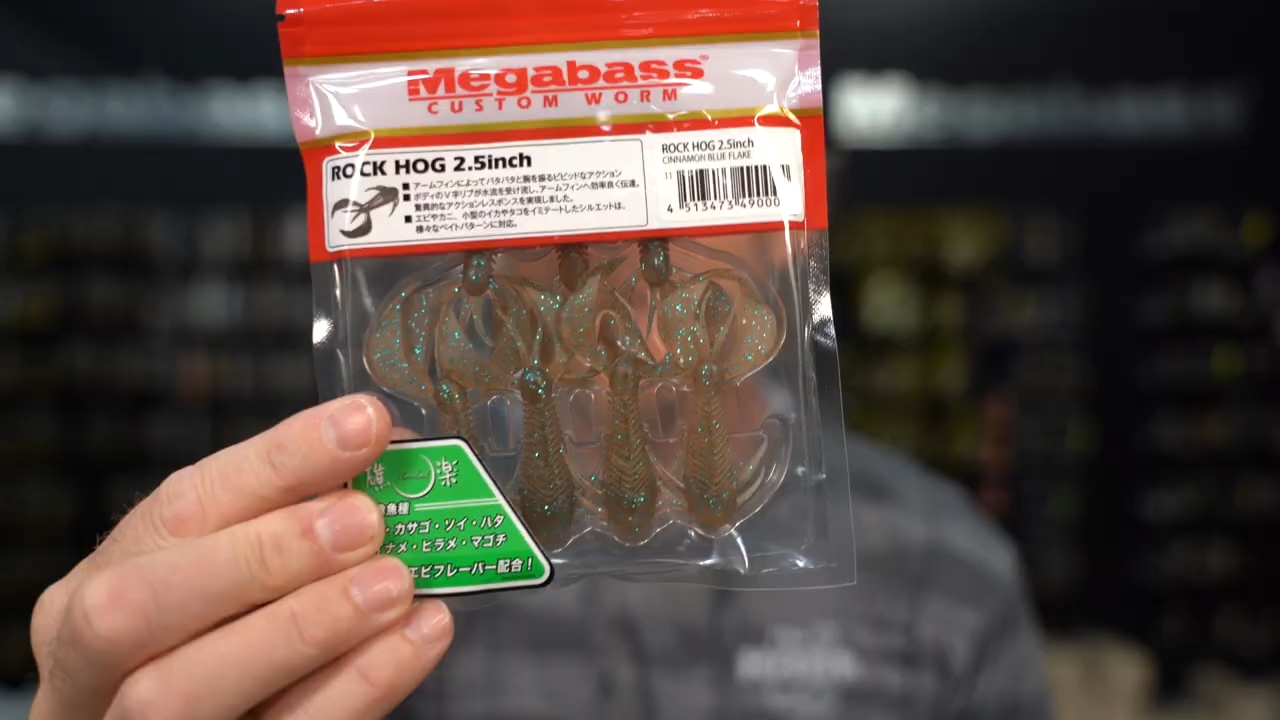 Megabass®
CUSTOM WORM
ROCK HOG 2.5inch
■ アームフィンによってバタバタと腕を振るビビッドなアクション
■ ボディのV字リブが水流を受け流し、アームフィンへ効率良く伝達。
驚異的なアクションレスポンスを実現しました。
■ エビやカニ、小型のイカやタコをイミテートしたシルエットは、
様々なベイトパターンに対応。
ROCK HOG 2.5inch
CINNAMON BLUE FLAKE
11
4 513473 49000
礁楽
魚種
・カサゴ・ソイ・ハタ
ナメ・ヒラメ・マゴチ
エビフレーバー配合！